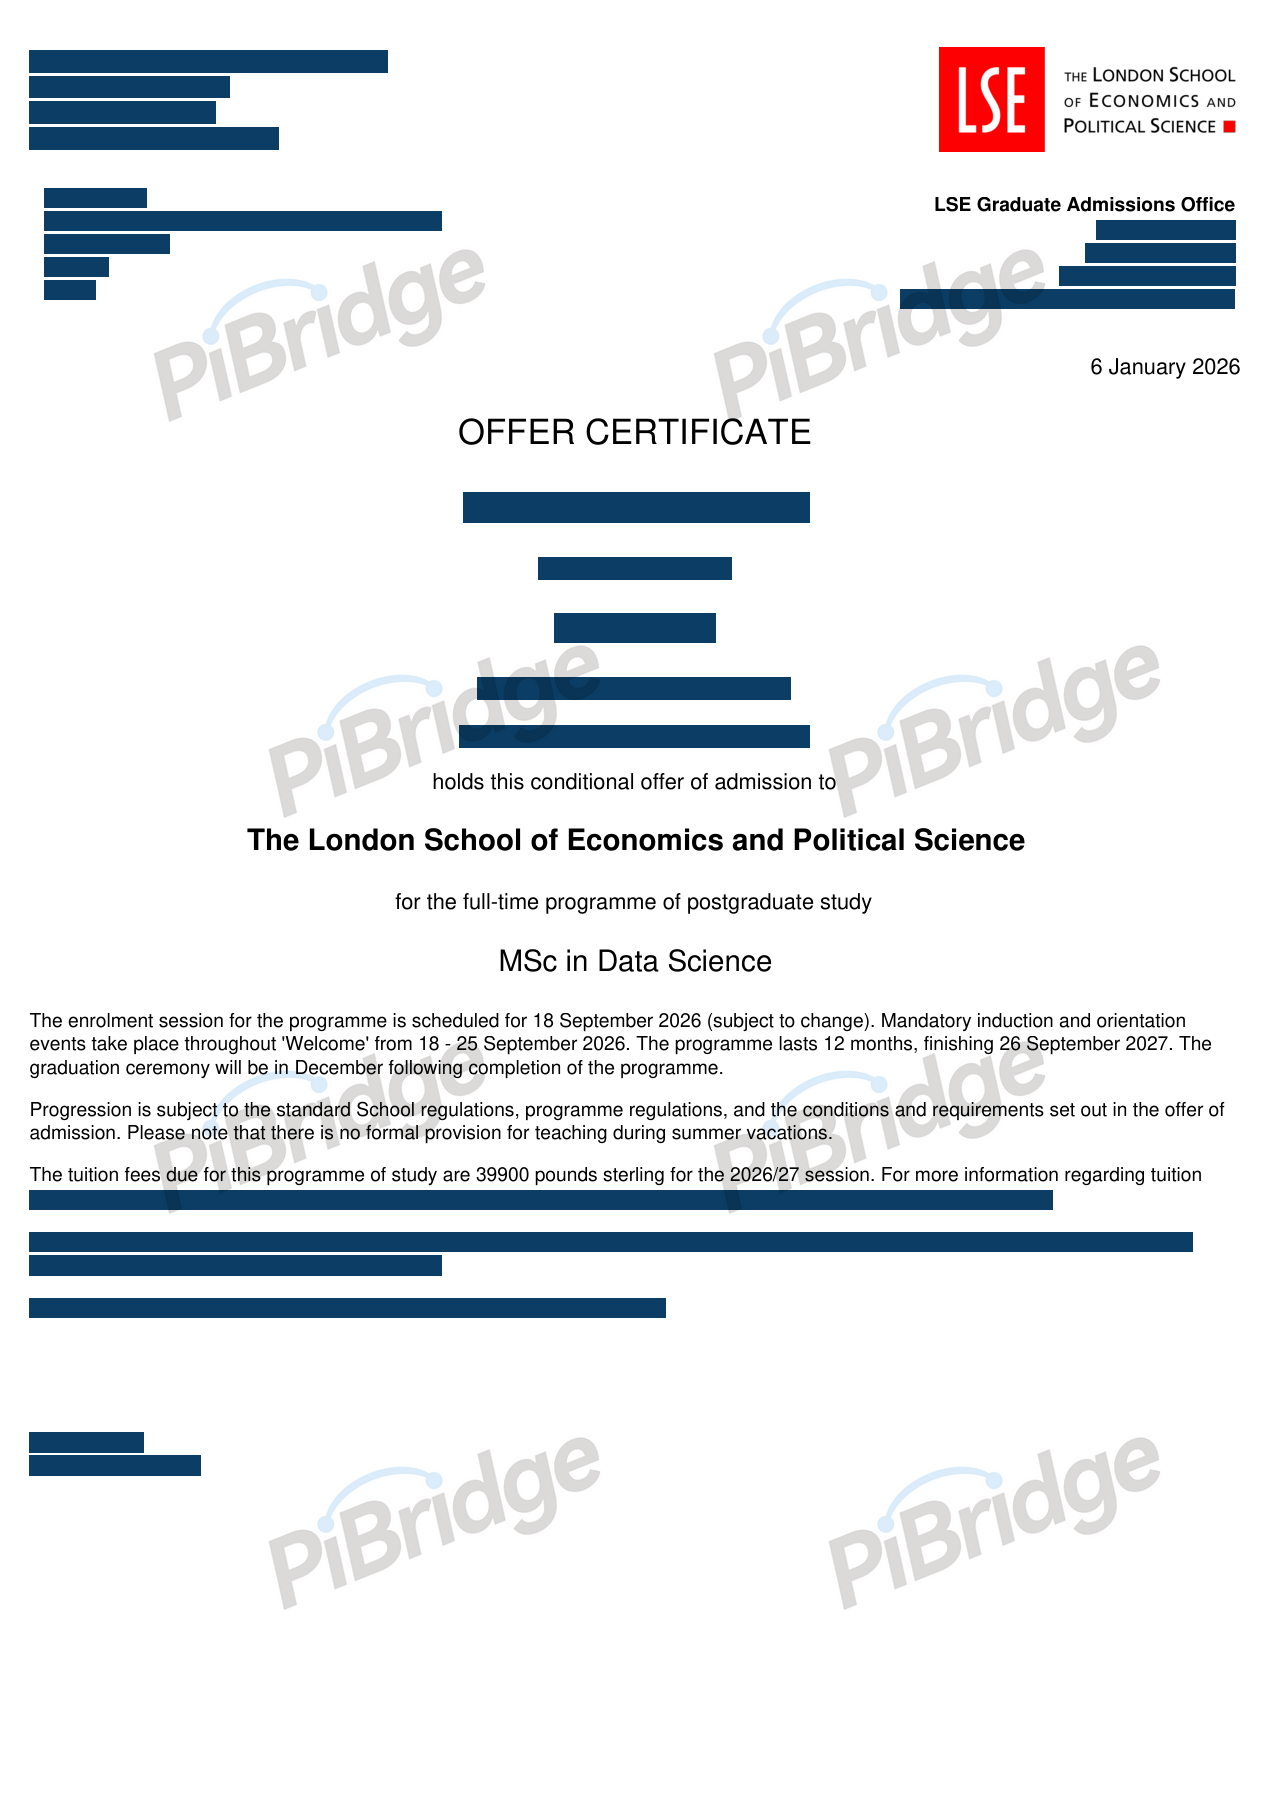 LSE
THE LONDON SCHOOL
OF ECONOMICS AND
POLITICAL SCIENCE
LSE Graduate Admissions Office
PiBridge
PiBridge
6 January 2026
OFFER CERTIFICATE
PiBridge
PiBridge
holds this conditional offer of admission to
The London School of Economics and Political Science
for the full-time programme of postgraduate study
MSc in Data Science
The enrolment session for the programme is scheduled for 18 September 2026 (subject to change). Mandatory induction and orientation
events take place throughout 'Welcome' from 18 - 25 September 2026. The programme lasts 12 months, finishing 26 September 2027. The
graduation ceremony will be in December following completion of the programme.
PiBridge
PiBridge
Progression is subject to the standard School regulations, programme regulations, and the conditions and requirements set out in the offer of
admission. Please note that there is no formal provision for teaching during summer vacations.
The tuition fees due for this programme of study are 39900 pounds sterling for the 2026/27 session. For more information regarding tuition
PiBridge
PiBridge